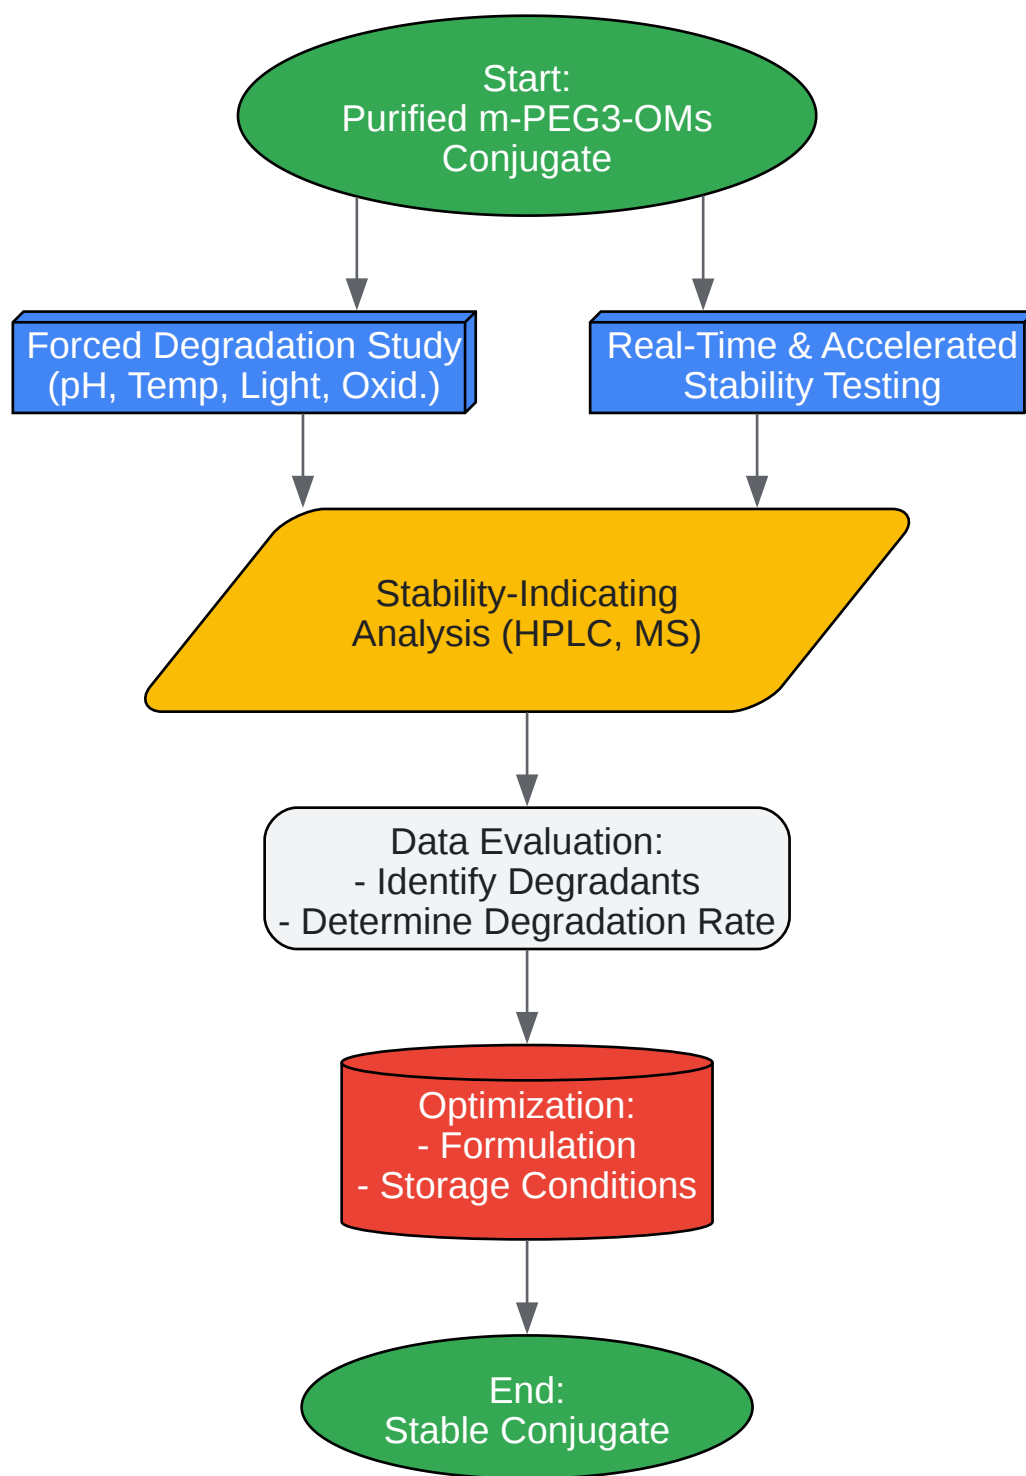 Start:
Purified m-PEG3-OMs
Conjugate
Forced Degradation Study
(pH, Temp, Light, Oxid.)
Real-Time & Accelerated
Stability Testing
Stability-Indicating
Analysis (HPLC, MS)
Data Evaluation:
- Identify Degradants
- Determine Degradation Rate
Optimization:
- Formulation
- Storage Conditions
End:
Stable Conjugate